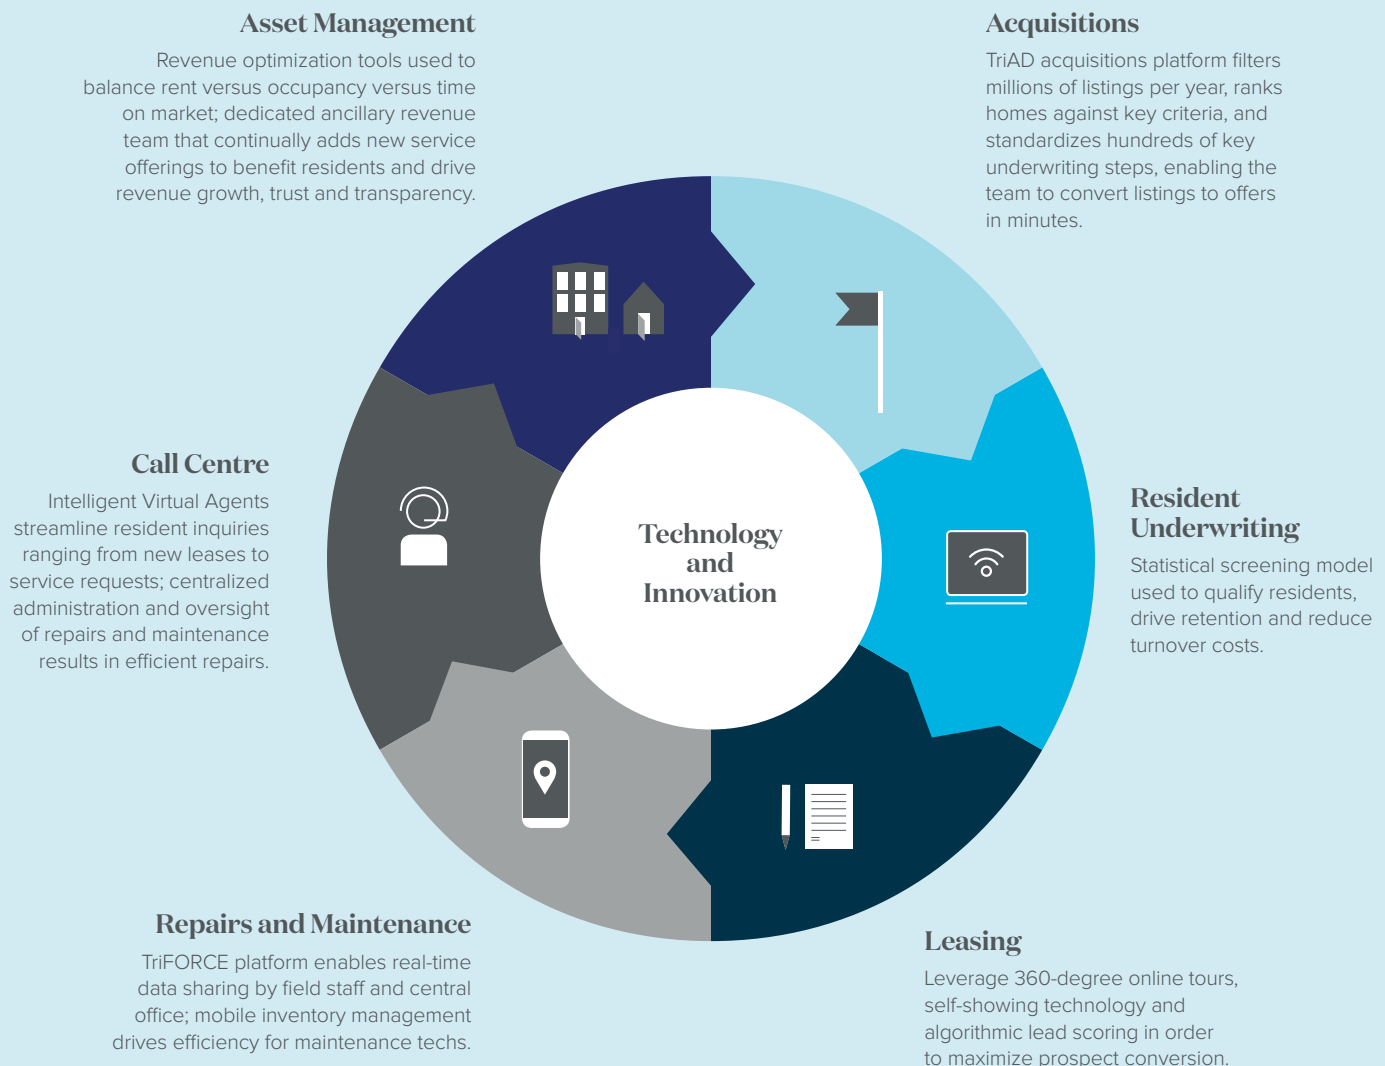 Asset Management
Revenue optimization tools used to
balance rent versus occupancy versus time
on market; dedicated ancillary revenue
team that continually adds new service
offerings to benefit residents and drive
revenue growth, trust and transparency.
Acquisitions
TriAD acquisitions platform filters
millions of listings per year, ranks
homes against key criteria, and
standardizes hundreds of key
underwriting steps, enabling the
team to convert listings to offers
in minutes.
Call Centre
Intelligent Virtual Agents
streamline resident inquiries
ranging from new leases to
service requests; centralized
administration and oversight
of repairs and maintenance
results in efficient repairs.
Technology
and
Innovation
Resident
Underwriting
Statistical screening model
used to qualify residents,
drive retention and reduce
turnover costs.
Repairs and Maintenance
TriFORCE platform enables real-time
data sharing by field staff and central
office; mobile inventory management
drives efficiency for maintenance techs.
Leasing
Leverage 360-degree online tours,
self-showing technology and
algorithmic lead scoring in order
to maximize prospect conversion.